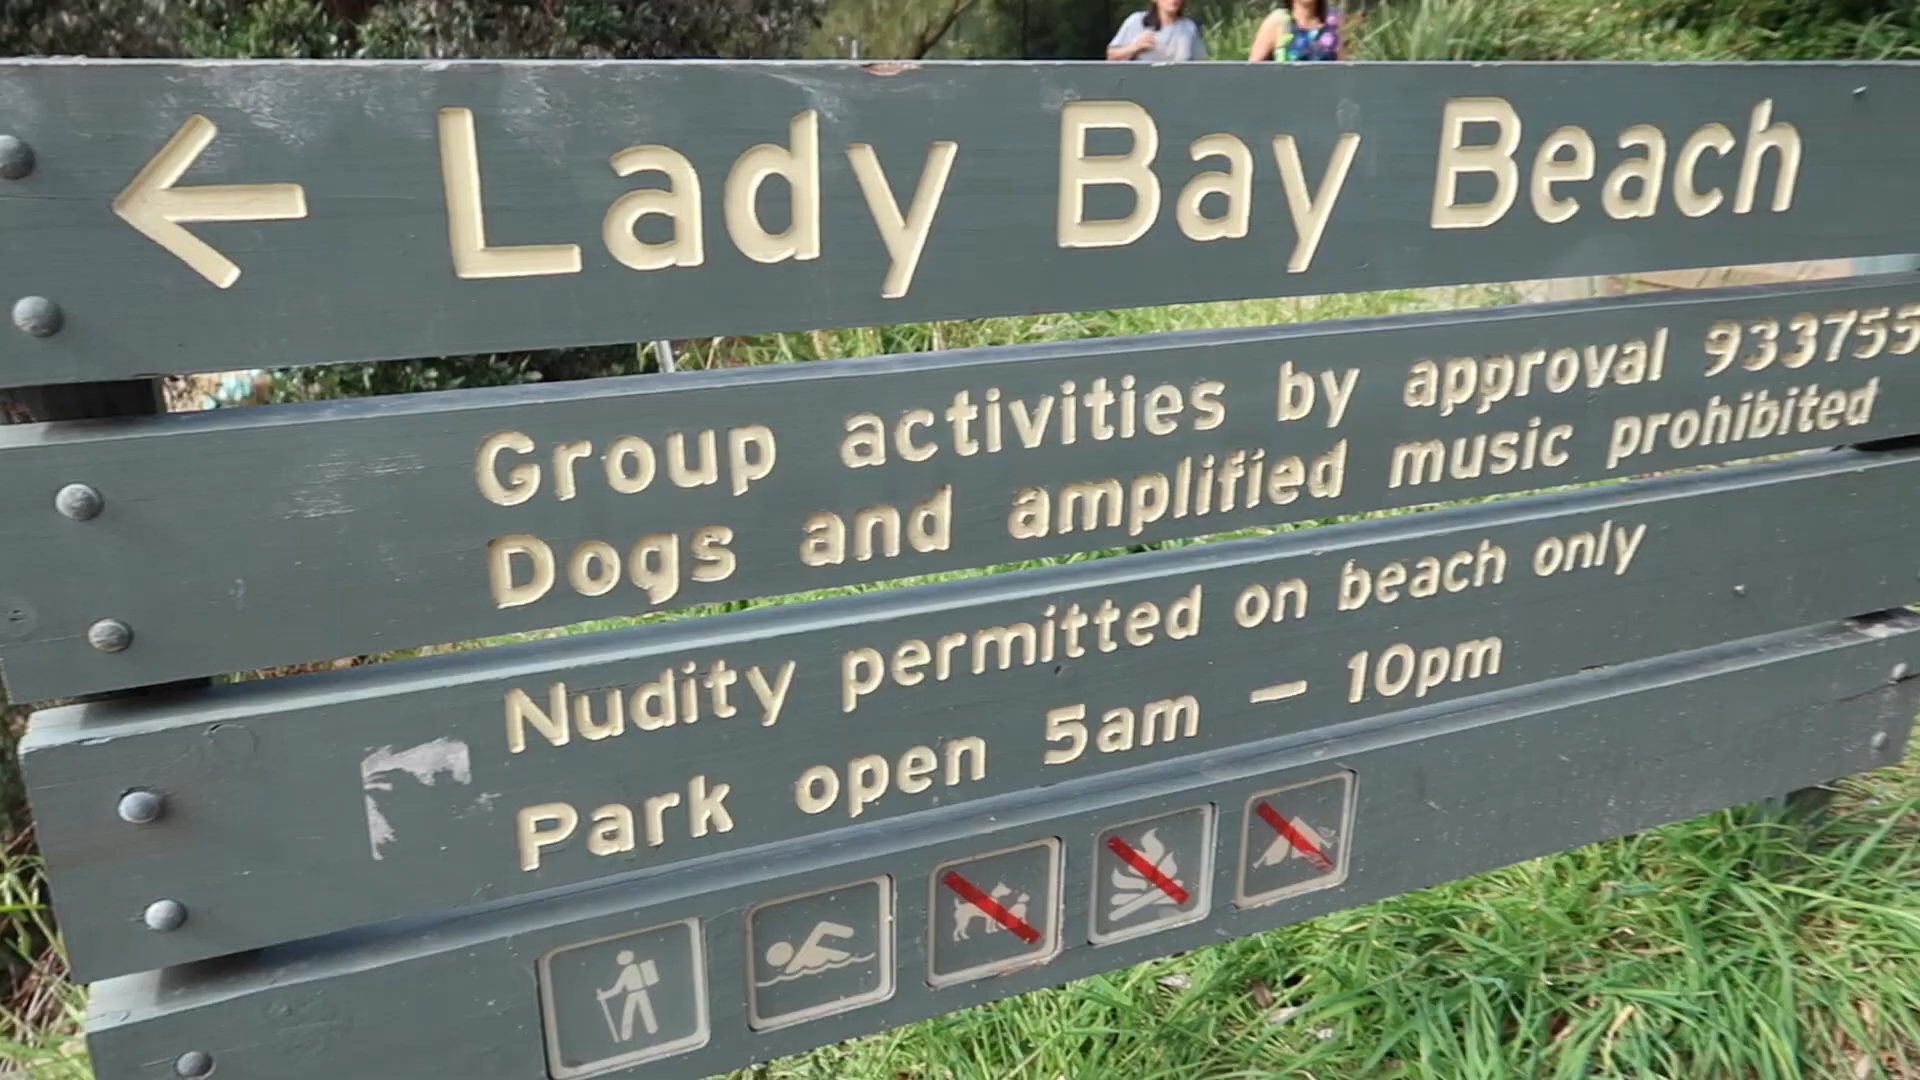 ← Lady Bay Beach
Group activities by approval 933755
Dogs and amplified music prohibited
Nudity permitted on beach only
Park open 5am – 10pm